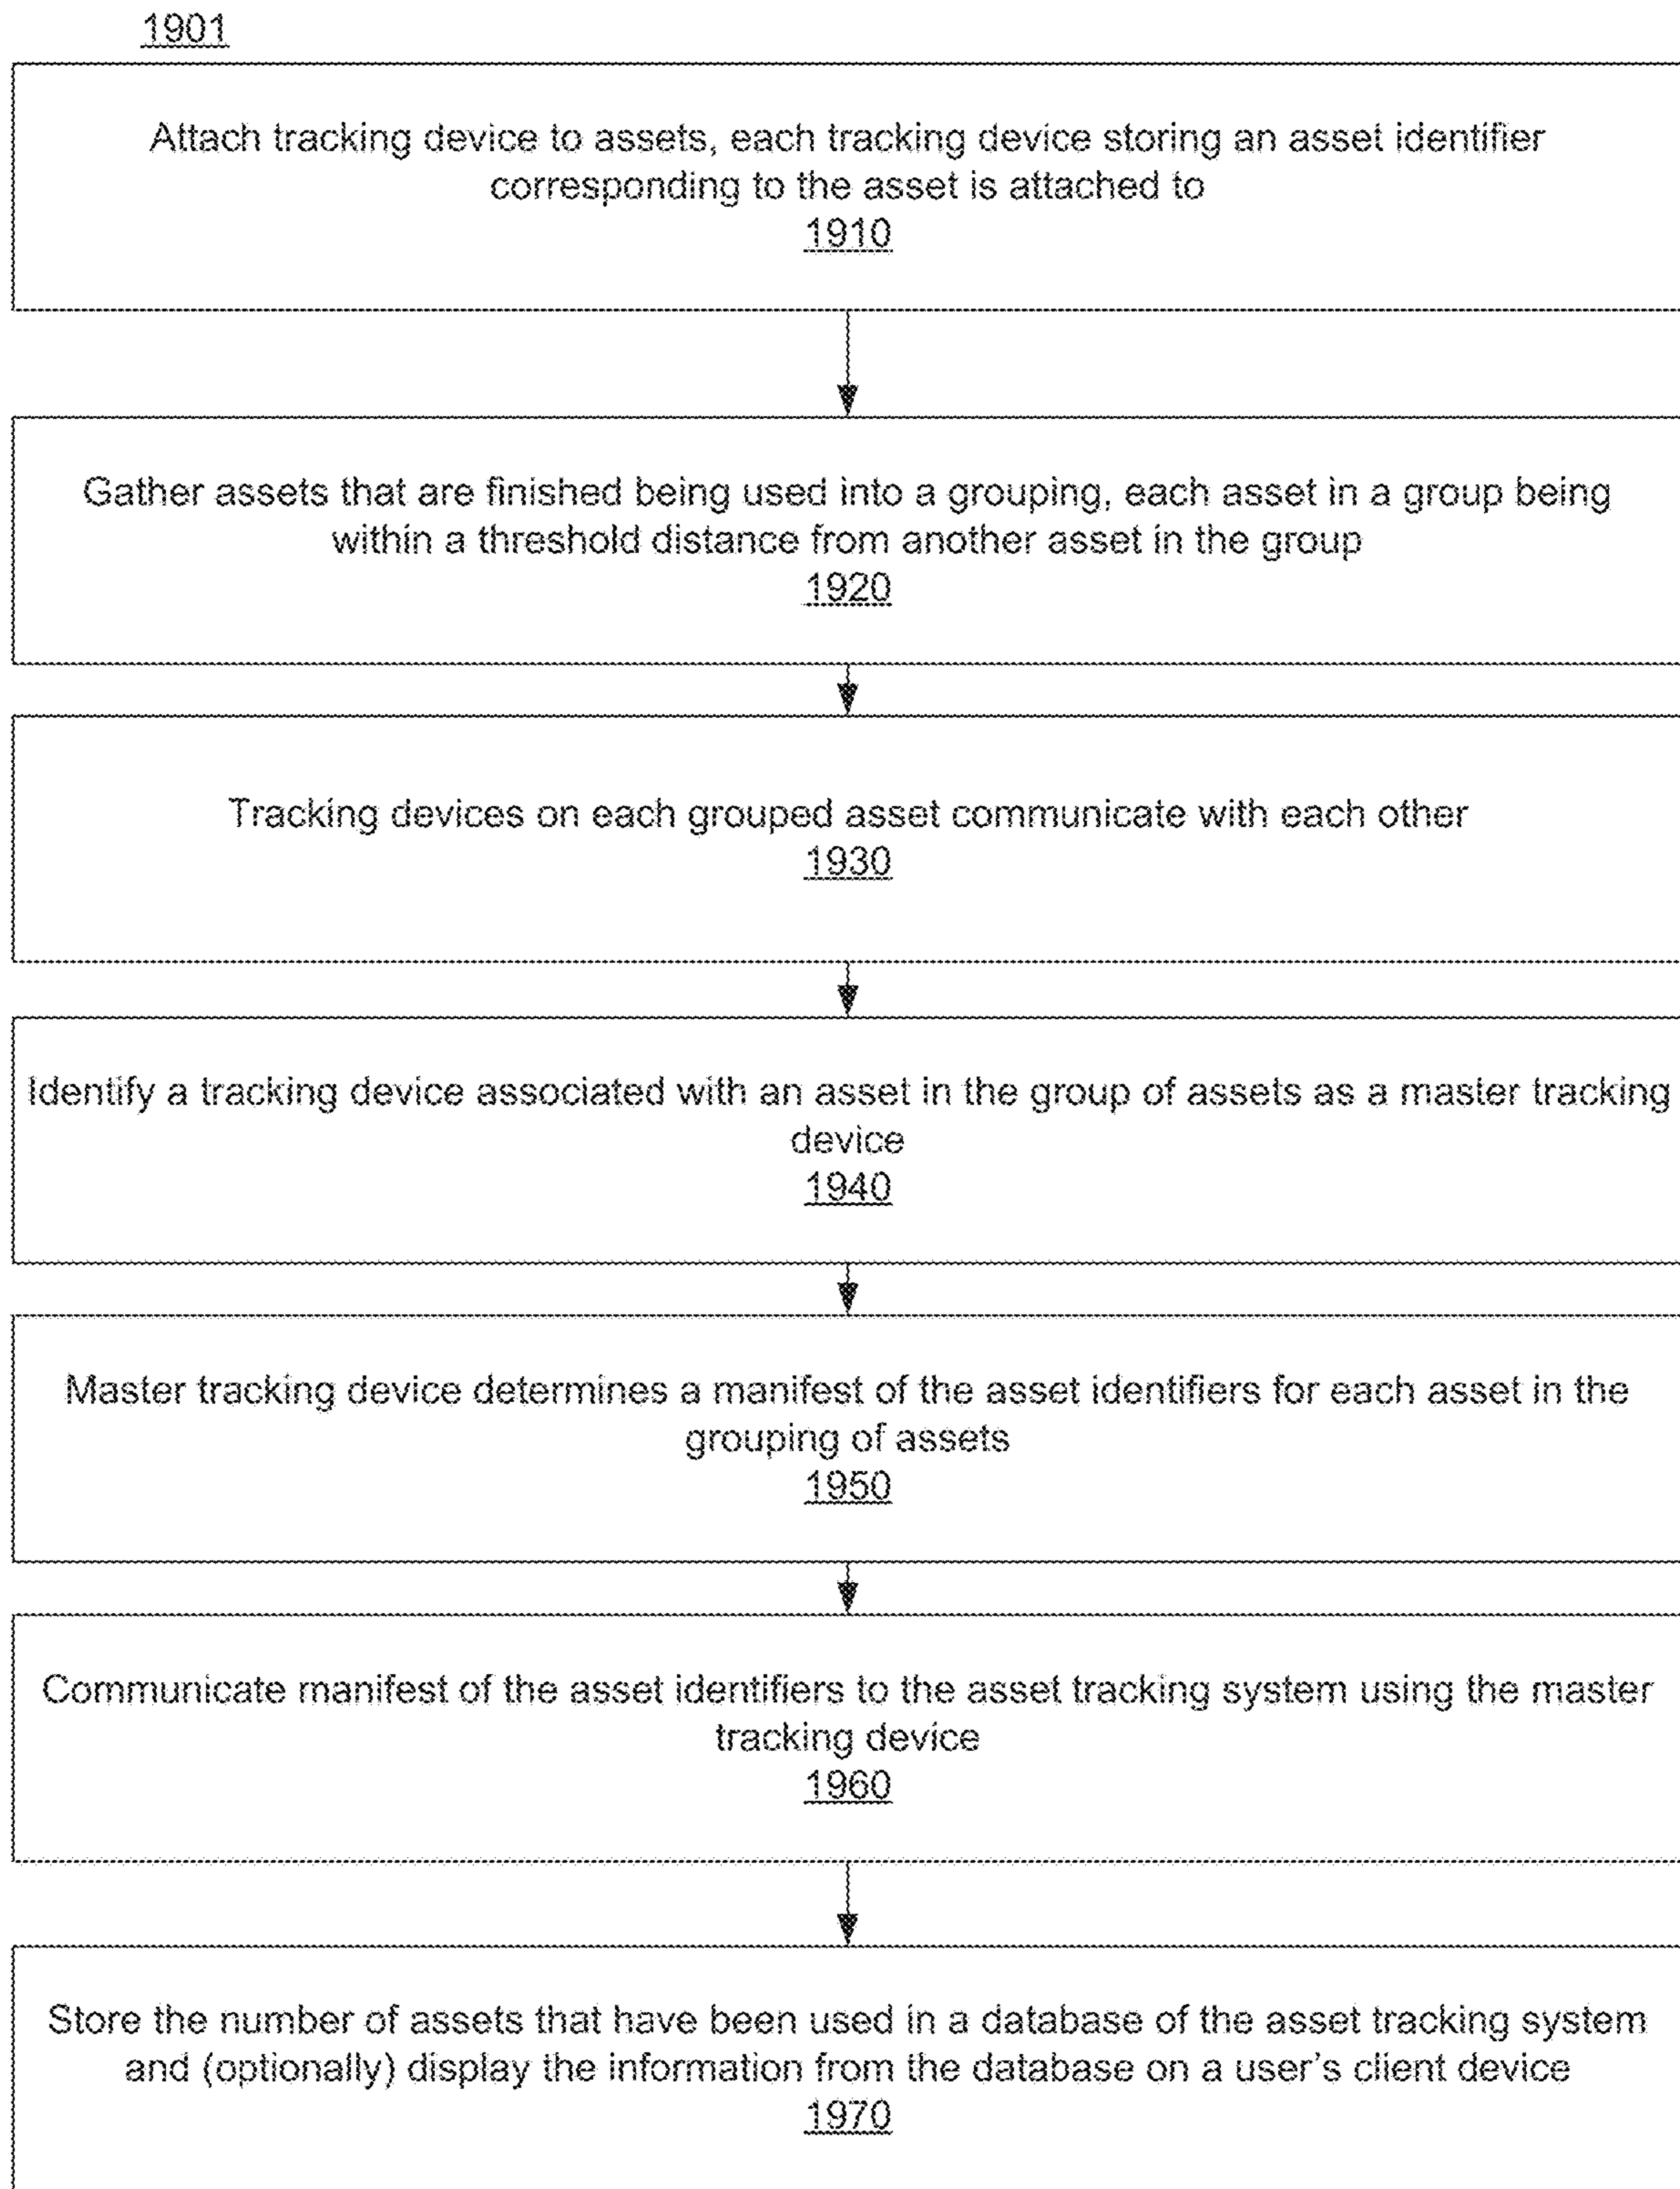 1901
Attach tracking device to assets, each tracking device storing an asset identifier
corresponding to the asset is attached to
1910
Gather assets that are finished being used into a grouping, each asset in a group being
within a threshold distance from another asset in the group
1920
Tracking devices on each grouped asset communicate with each other
1930
Identify a tracking device associated with an asset in the group of assets as a master tracking
device
1940
Master tracking device determines a manifest of the asset identifiers for each asset in the
grouping of assets
1950
Communicate manifest of the asset identifiers to the asset tracking system using the master
tracking device
1960
Store the number of assets that have been used in a database of the asset tracking system
and (optionally) display the information from the database on a user's client device
1970